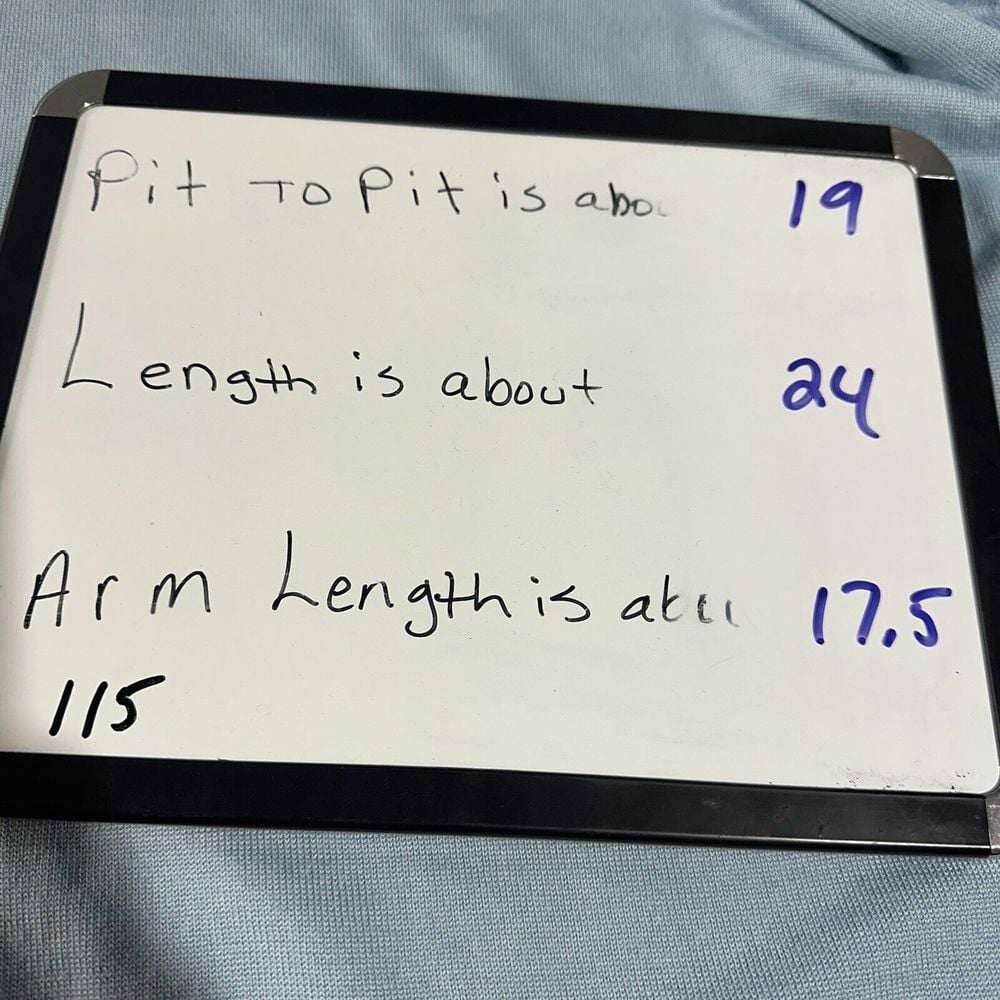 Pit To Pit is abo 19
Length is about 24
Arm Length is 17.5
115